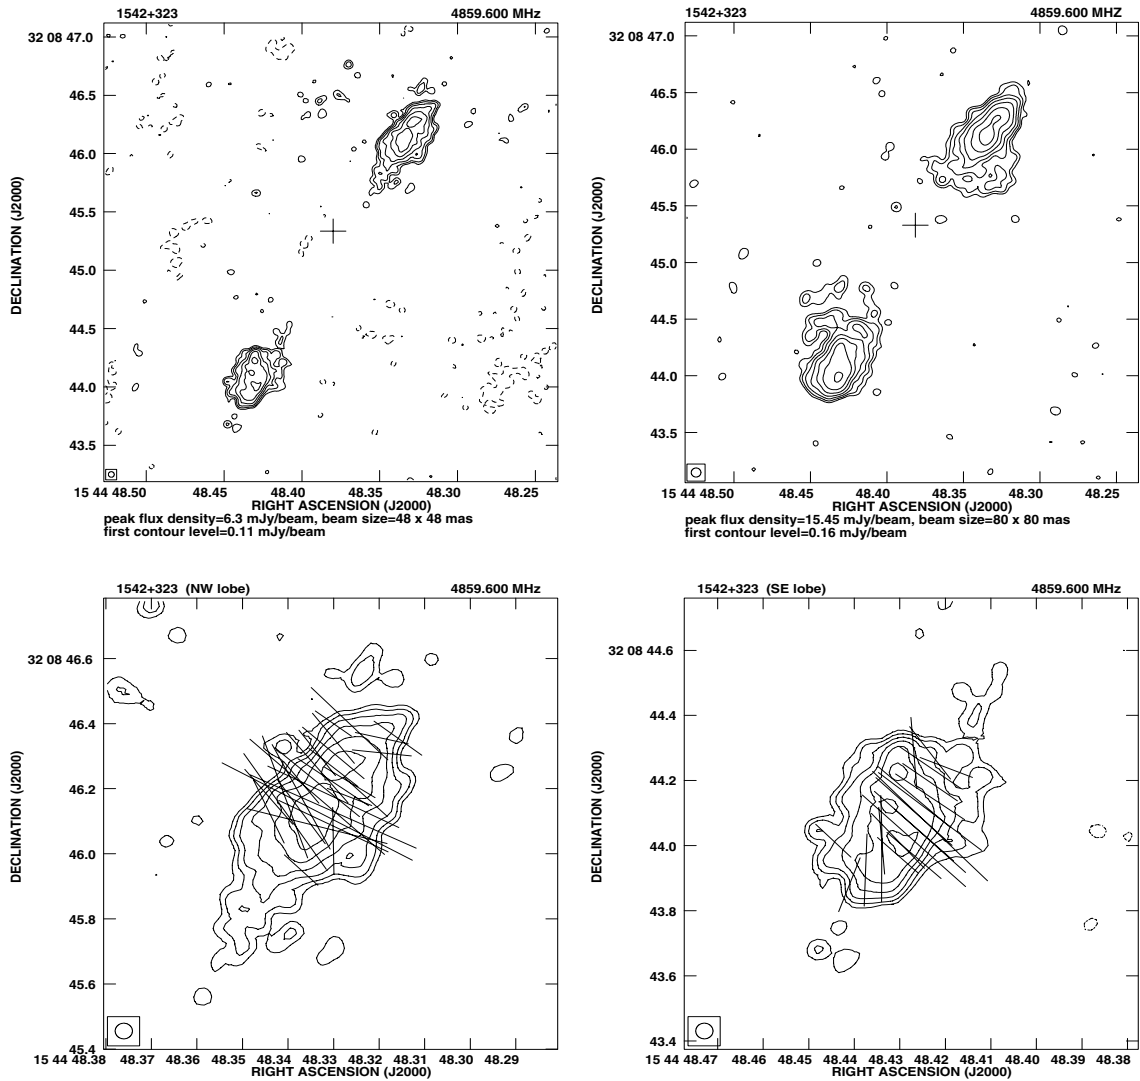 1542+323 4859.600 MHz
32 08 47.0
46.5
46.0
45.5
45.0
44.5
44.0
43.5
DECLINATION (J2000)
15 44 48.50 48.45 48.40 48.35 48.30 48.25
RIGHT ASCENSION (J2000)
peak flux density=6.3 mJy/beam, beam size=48 x 48 mas
first contour level=0.11 mJy/beam
1542+323 4859.600 MHZ
32 08 47.0
46.5
46.0
45.5
45.0
44.5
44.0
43.5
DECLINATION (J2000)
15 44 48.50 48.45 48.40 48.35 48.30 48.25
RIGHT ASCENSION (J2000)
peak flux density=15.45 mJy/beam, beam size=80 x 80 mas
first contour level=0.16 mJy/beam
1542+323 (NW lobe) 4859.600 MHz
32 08 46.6
46.4
46.2
46.0
45.8
45.6
45.4
DECLINATION (J2000)
15 44 48.38 48.37 48.36 48.35 48.34 48.33 48.32 48.31 48.30 48.29
RIGHT ASCENSION (J2000)
1542+323 (SE lobe) 4859.600 MHz
32 08 44.6
44.4
44.2
44.0
43.8
43.6
43.4
DECLINATION (J2000)
15 44 48.47 48.46 48.45 48.44 48.43 48.42 48.41 48.40 48.39 48.38
RIGHT ASCENSION (J2000)